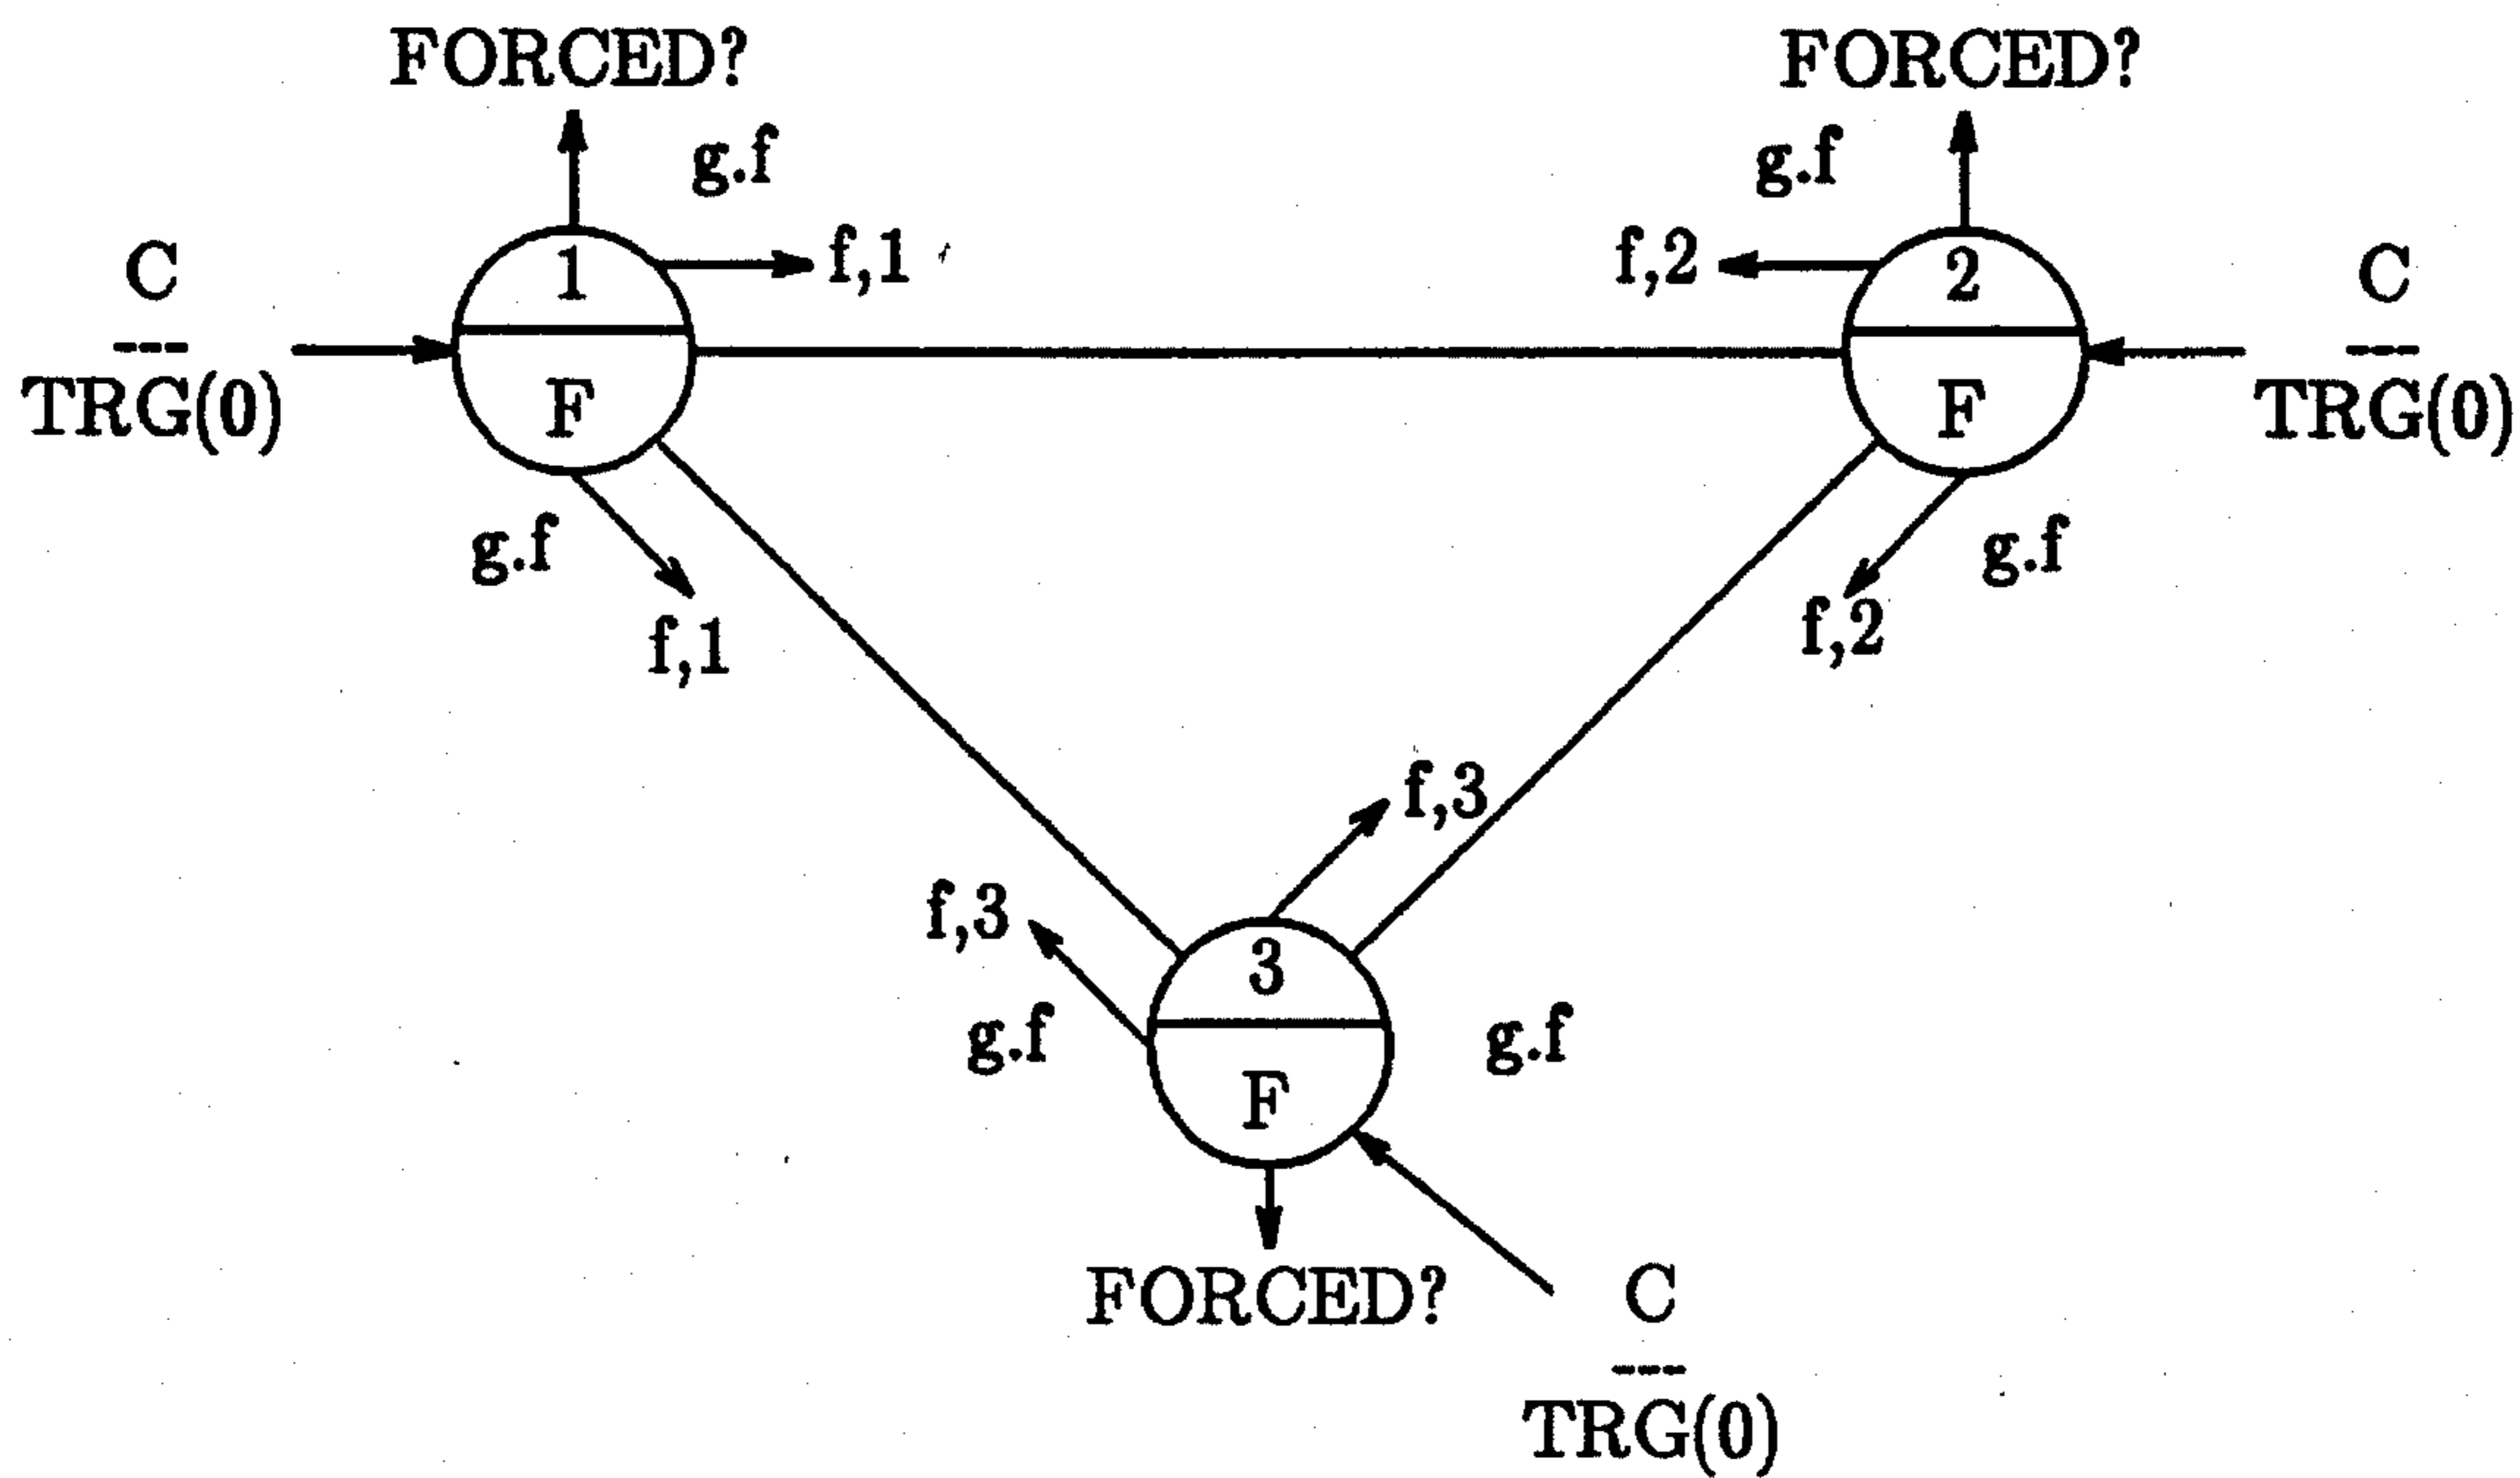 FORCED?
FORCED?
g.f
g.f
C
TRG(0)
1
F
f,1
f,2
2
F
C
TRG(0)
g.f
f,1
g.f
f,2
f,3
f,3
3
F
g.f
g.f
FORCED?
C
TRG(0)